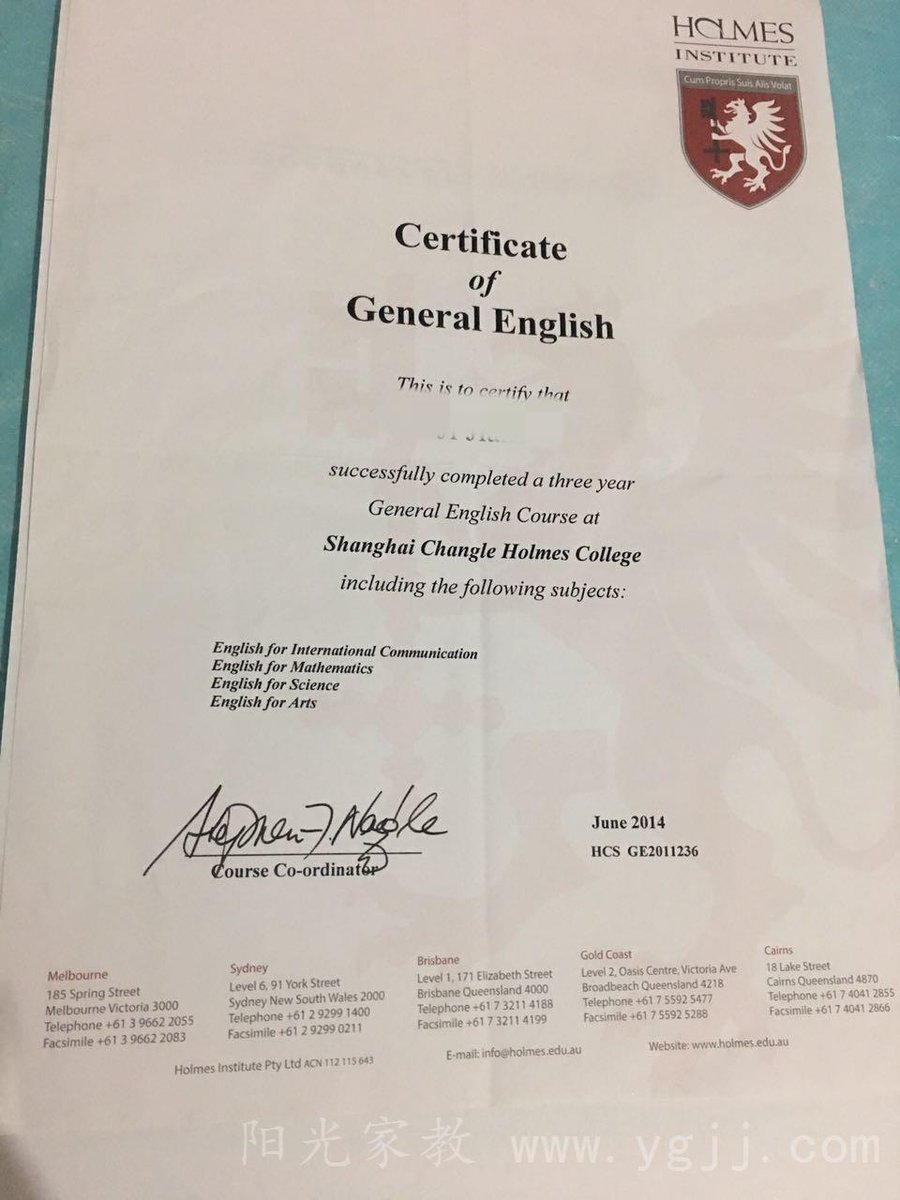 HOLMES
INSTITUTE
Cum Propris Suis Alis Volat
Certificate
of
General English
This is to certify that
successfully completed a three year
General English Course at
Shanghai Changle Holmes College
including the following subjects:
English for International Communication
English for Mathematics
English for Science
English for Arts
Stephen J. Nagle
Course Co-ordinator
June 2014
HCS GE2011236
Melbourne
185 Spring Street
Melbourne Victoria 3000
Telephone +61 3 9662 2055
Facsimile +61 3 9662 2083
Sydney
Level 6, 91 York Street
Sydney New South Wales 2000
Telephone +61 2 9299 1400
Facsimile +61 2 9299 0211
Brisbane
Level 1, 171 Elizabeth Street
Brisbane Queensland 4000
Telephone +61 7 3211 4188
Facsimile +61 7 3211 4199
Gold Coast
Level 2, Oasis Centre, Victoria Ave
Broadbeach Queensland 4218
Telephone +61 7 5592 5477
Facsimile +61 7 5592 5288
Cairns
18 Lake Street
Cairns Queensland 4870
Telephone +61 7 4041 2855
Facsimile +61 7 4041 2866
Holmes Institute Pty Ltd ACN 112 115 643
E-mail: info@holmes.edu.au
Website: www.holmes.edu.au
阳光家教 www.ygjj.com